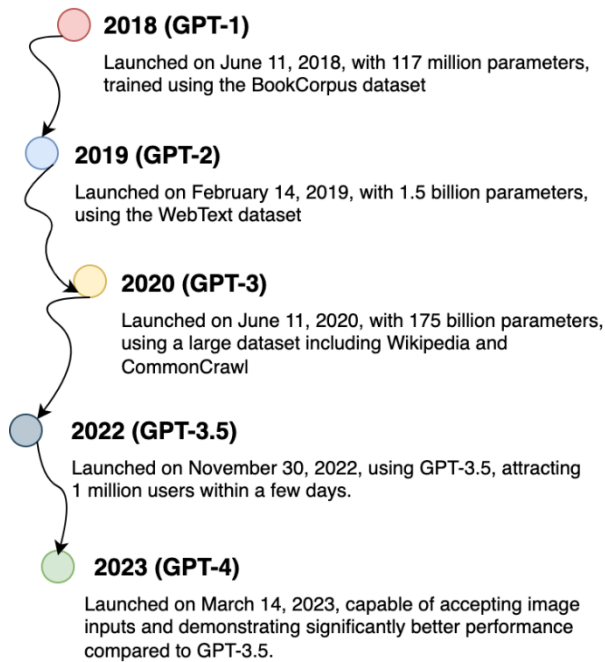 2018 (GPT-1)
Launched on June 11, 2018, with 117 million parameters,
trained using the BookCorpus dataset
2019 (GPT-2)
Launched on February 14, 2019, with 1.5 billion parameters,
using the WebText dataset
2020 (GPT-3)
Launched on June 11, 2020, with 175 billion parameters,
using a large dataset including Wikipedia and
CommonCrawl
2022 (GPT-3.5)
Launched on November 30, 2022, using GPT-3.5, attracting
1 million users within a few days.
2023 (GPT-4)
Launched on March 14, 2023, capable of accepting image
inputs and demonstrating significantly better performance
compared to GPT-3.5.